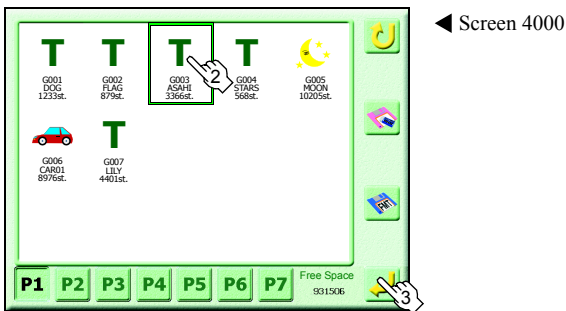 ◀ Screen 4000
T T T T
G001 G002 G003 G004 G005
DOG FLAG ASAHI STARS MOON
1233st. 879st. 3366st. 568st. 10205st.
2
T
G006 G007
CAR01 LILY
8976st. 4401st.
FMT
P1 P2 P3 P4 P5 P6 P7 Free Space
931506
3